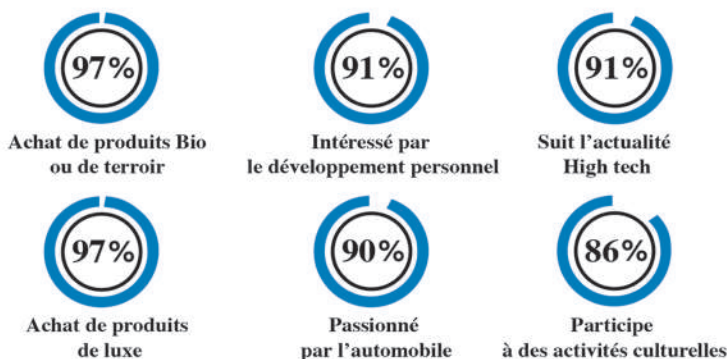 97%
Achat de produits Bio
ou de terroir
91%
Intéressé par
le développement personnel
91%
Suit l'actualité
High tech
97%
Achat de produits
de luxe
90%
Passionné
par l'automobile
86%
Participe
à des activités culturelles